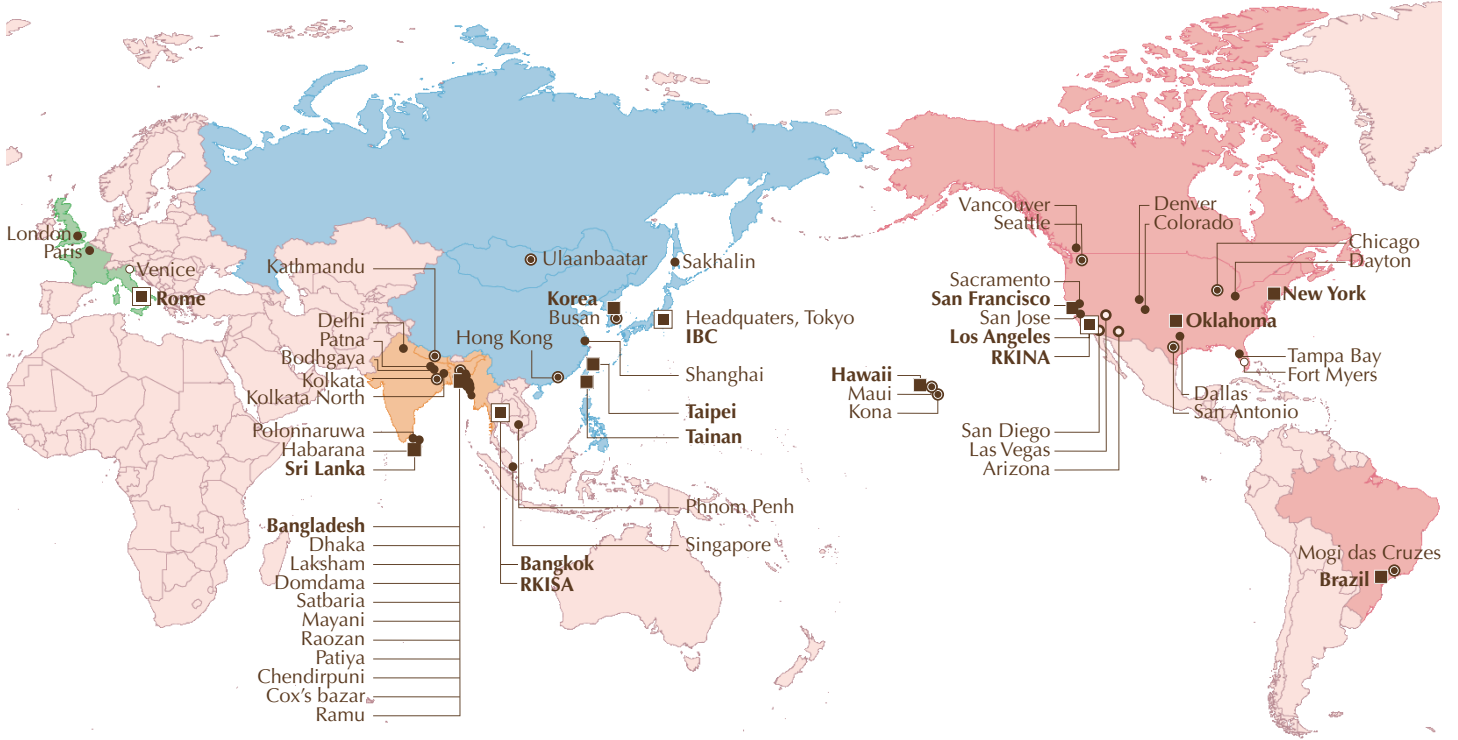 London
Paris
Venice
Rome
Kathmandu
Delhi
Patna
Bodhgaya
Kolkata
Kolkata North
Polonnaruwa
Habarana
Sri Lanka
Bangladesh
Dhaka
Laksham
Domdama
Satbaria
Mayani
Raozan
Patiya
Chendirpuni
Cox's bazar
Ramu
Ulaanbaatar
Sakhalin
Korea
Busan
Hong Kong
Headquaters, Tokyo
IBC
Shanghai
Taipei
Tainan
Phnom Penh
Singapore
Bangkok
RKISA
Hawaii
Maui
Kona
Vancouver
Seattle
Sacramento
San Francisco
San Jose
Los Angeles
RKINA
San Diego
Las Vegas
Arizona
Denver
Colorado
Chicago
Dayton
New York
Oklahoma
Tampa Bay
Fort Myers
Dallas
San Antonio
Mogi das Cruzes
Brazil